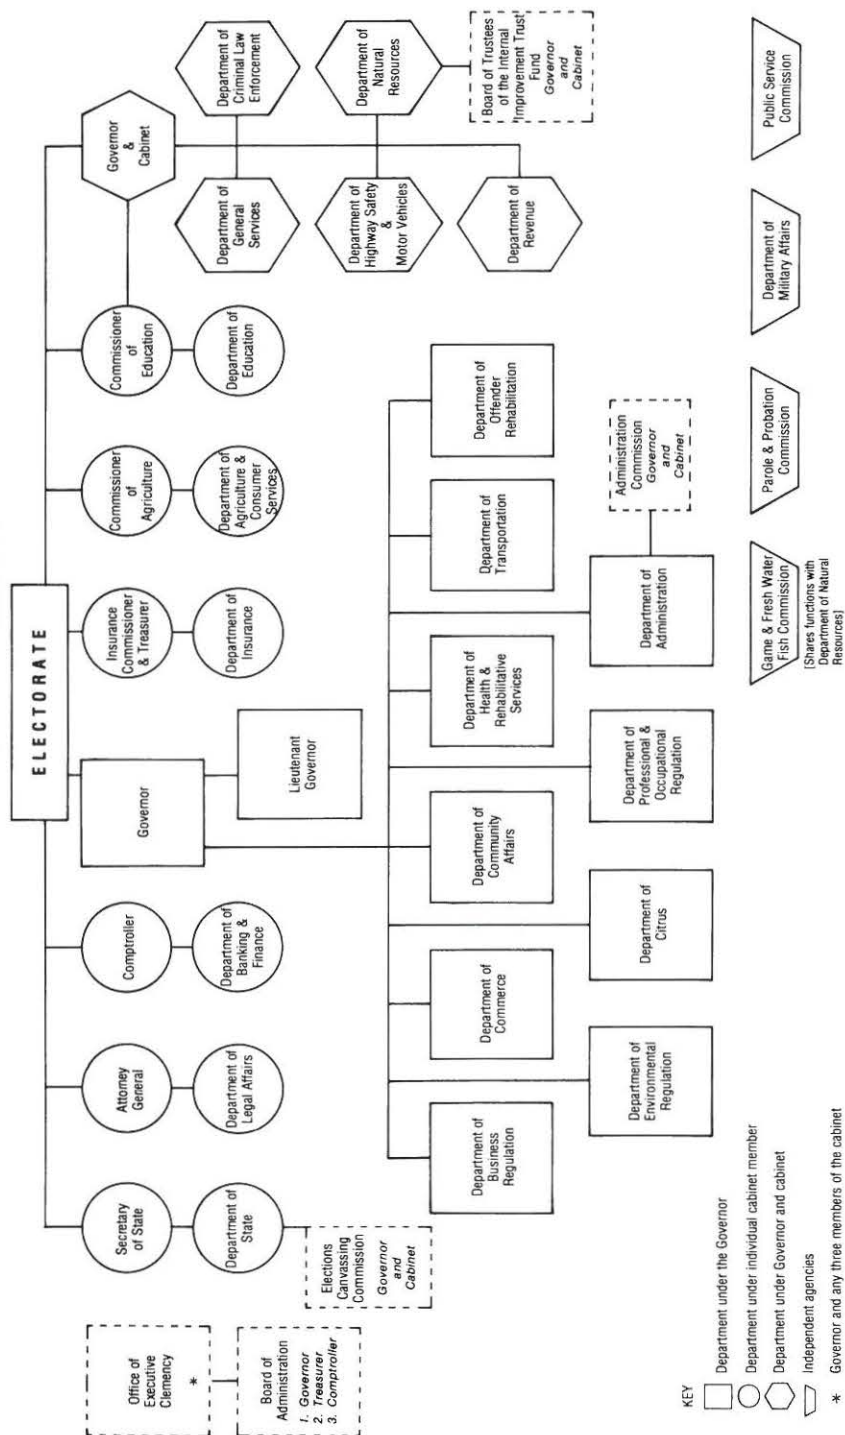 ELECTORATE
Office of
Executive
Clemency
*
Board of
Administration
1. Governor
2. Treasurer
3. Comptroller
Secretary
of State
Department of
State
Elections
Canvassing
Commission
Governor
and
Cabinet
Attorney
General
Department of
Legal Affairs
Comptroller
Department of
Banking &
Finance
Governor
Lieutenant
Governor
Insurance
Commissioner
& Treasurer
Department of
Insurance
Commissioner
of
Agriculture
Department of
Agriculture &
Consumer
Services
Commissioner
of
Education
Department of
Education
Governor
&
Cabinet
Department of
General
Services
Department of
Criminal Law
Enforcement
Department of
Highway Safety
&
Motor Vehicles
Department of
Natural
Resources
Department of
Revenue
Board of Trustees
of the Internal
Improvement Trust
Fund
Governor
and
Cabinet
Department of
Business
Regulation
Department of
Commerce
Department of
Community
Affairs
Department of
Health &
Rehabilitative
Services
Department of
Transportation
Department of
Offender
Rehabilitation
Department of
Environmental
Regulation
Department of
Citrus
Department of
Professional &
Occupational
Regulation
Department of
Administration
Administration
Commission
Governor
and
Cabinet
KEY
Department under the Governor
Department under individual cabinet member
Department under Governor and cabinet
Independent agencies
* Governor and any three members of the cabinet
Game & Fresh Water
Fish Commission
[Shares functions with
Department of Natural
Resources]
Parole & Probation
Commission
Department of
Military Affairs
Public Service
Commission